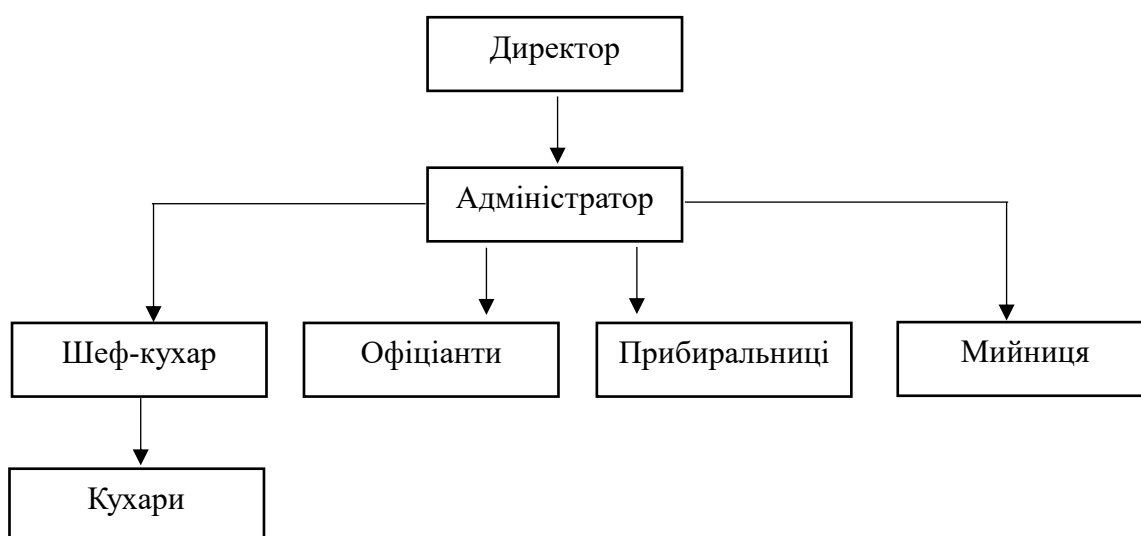 Директор
Адміністратор
Шеф-кухар
Офіціанти
Прибиральниці
Мийниця
Кухари